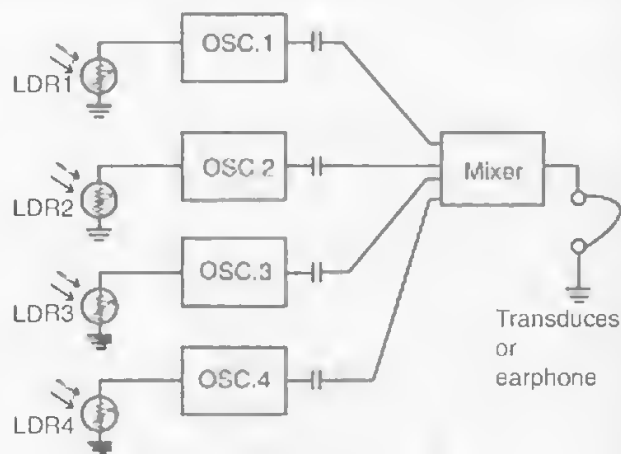 OSC.1
LDR1
OSC.2
Mixer
LDR2
OSC.3
LDR3
Transduces
or
earphone
OSC.4
LDR4